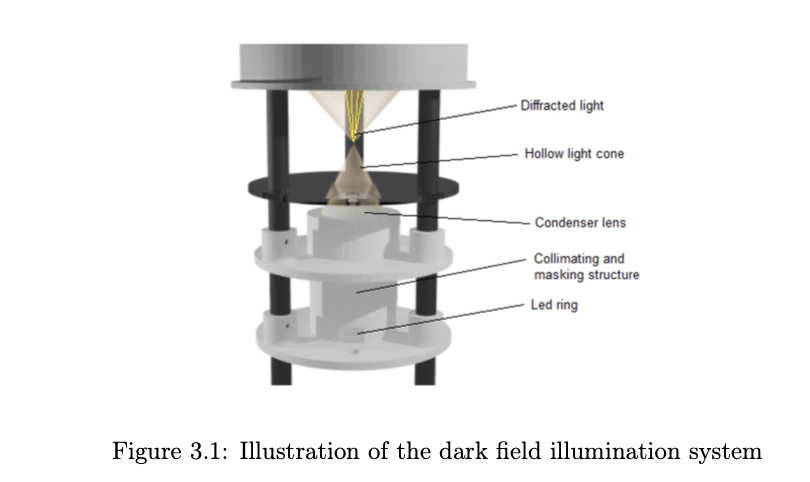 Diffracted light
Hollow light cone
Condenser lens
Collimating and
masking structure
Led ring
Figure 3.1: Illustration of the dark field illumination system